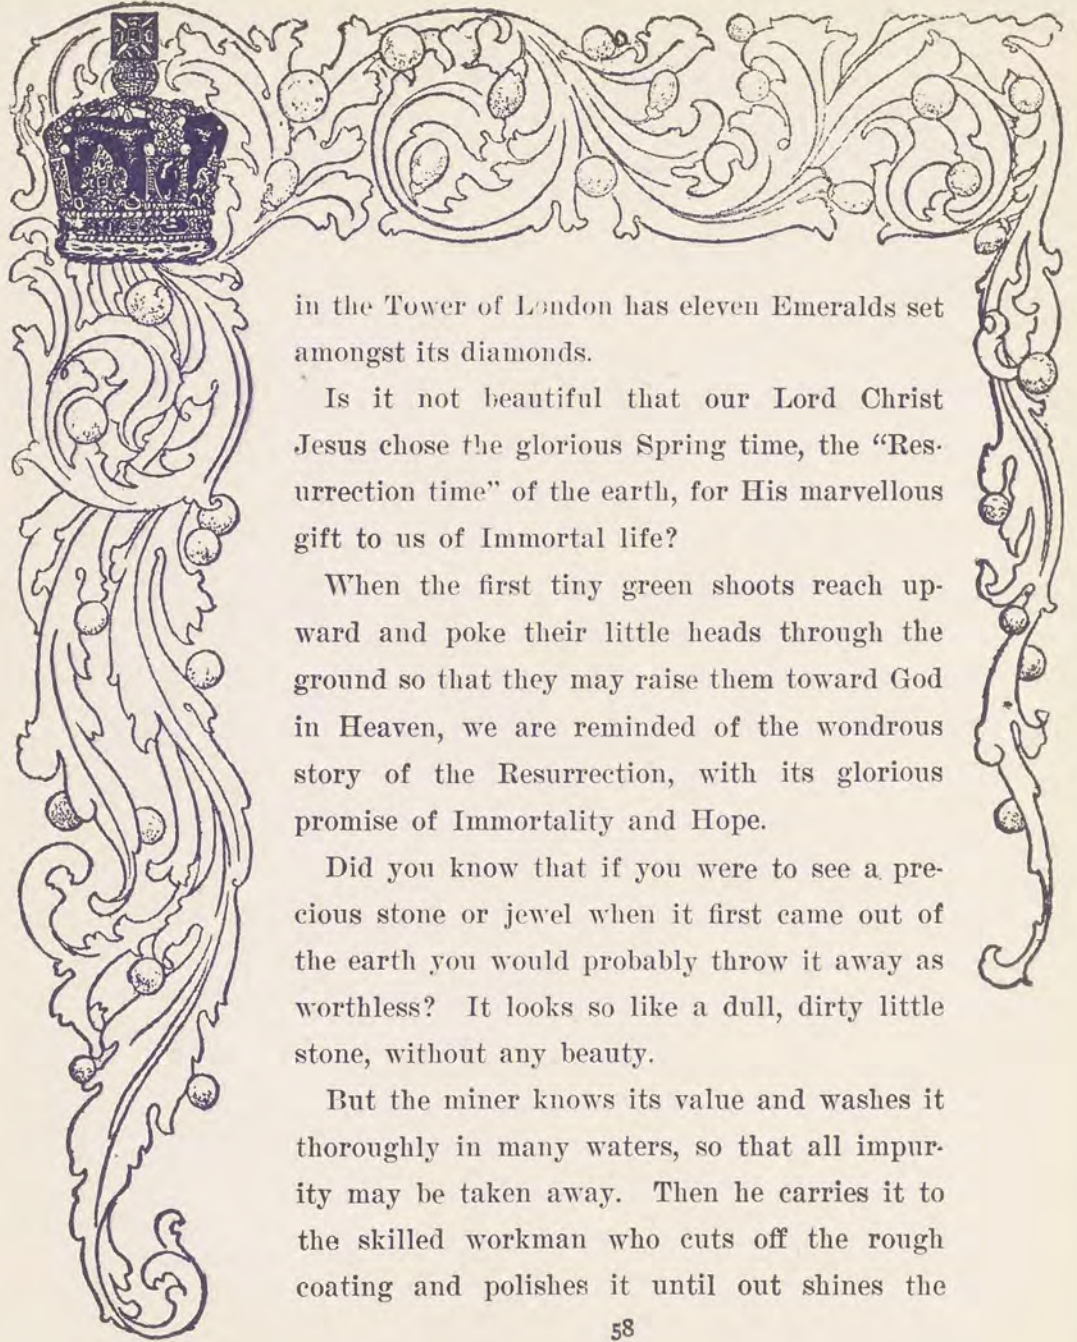 in the Tower of London has eleven Emeralds set
amongst its diamonds.
Is it not beautiful that our Lord Christ
Jesus chose the glorious Spring time, the “Res-
urrection time” of the earth, for His marvellous
gift to us of Immortal life?
When the first tiny green shoots reach up-
ward and poke their little heads through the
ground so that they may raise them toward God
in Heaven, we are reminded of the wondrous
story of the Resurrection, with its glorious
promise of Immortality and Hope.
Did you know that if you were to see a pre-
cious stone or jewel when it first came out of
the earth you would probably throw it away as
worthless? It looks so like a dull, dirty little
stone, without any beauty.
But the miner knows its value and washes it
thoroughly in many waters, so that all impur-
ity may be taken away. Then he carries it to
the skilled workman who cuts off the rough
coating and polishes it until out shines the
58